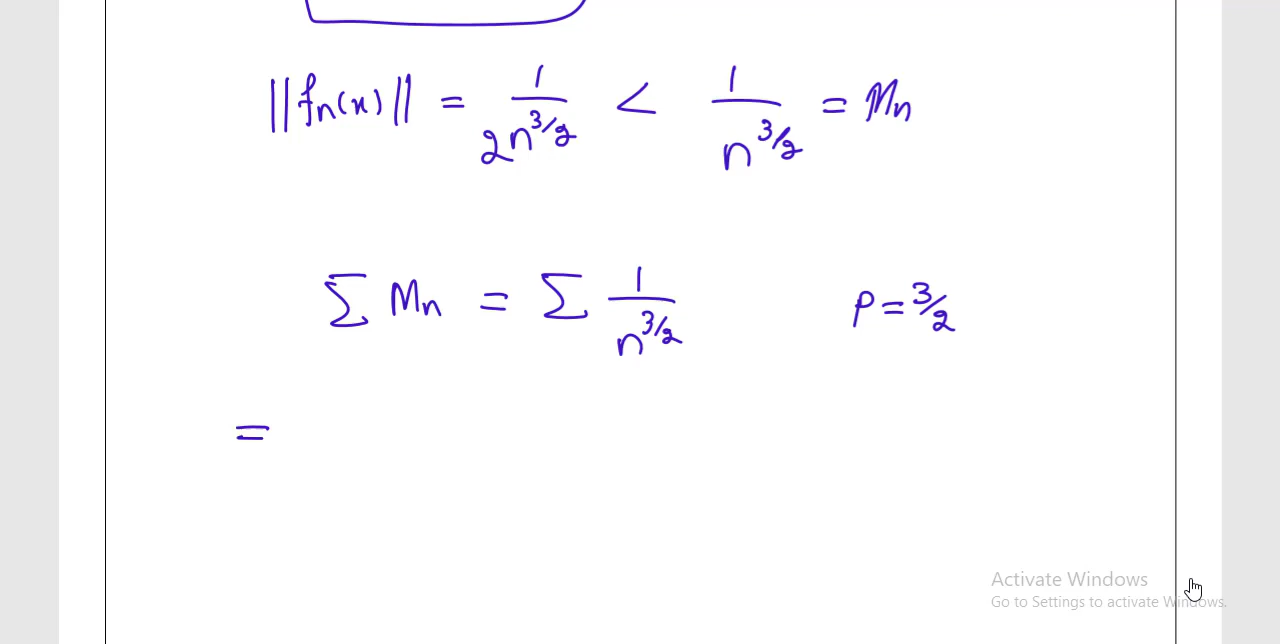 ||fn(x)|| = 1/2n^3/2 < 1/n^3/2 = Mn
∑ Mn = ∑ 1/n^3/2 P = 3/2
=
Activate Windows
Go to Settings to activate Windows.